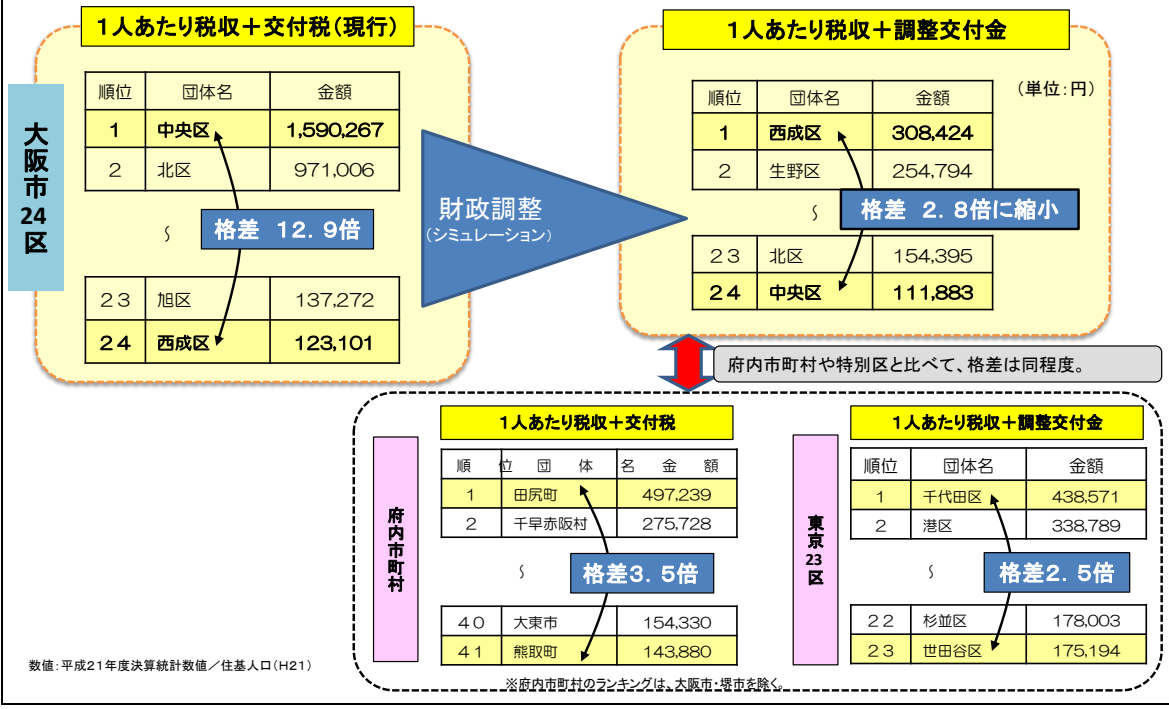 1人あたり税収＋交付税(現行)
大阪市24区
順位 団体名 金額
1 中央区 1,590,267
2 北区 971,006
～
格差 12.9倍
23 旭区 137,272
24 西成区 123,101
財政調整
(シミュレーション)
1人あたり税収＋調整交付金
(単位:円)
順位 団体名 金額
1 西成区 308,424
2 生野区 254,794
～
格差 2.8倍に縮小
23 北区 154,395
24 中央区 111,883
府内市町村や特別区と比べて、格差は同程度。
府内市町村
1人あたり税収＋交付税
順位 団体名 金額
1 田尻町 497,239
2 千早赤阪村 275,728
～
格差3.5倍
40 大東市 154,330
41 熊取町 143,880
※府内市町村のランキングは、大阪市・堺市を除く。
東京23区
1人あたり税収＋調整交付金
順位 団体名 金額
1 千代田区 438,571
2 港区 338,789
～
格差2.5倍
22 杉並区 178,003
23 世田谷区 175,194
数値:平成21年度決算統計数値／住基人口(H21)